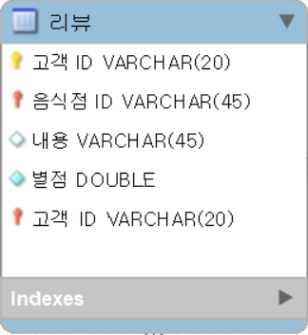 리뷰
고객 ID VARCHAR(20)
음식점 ID VARCHAR(45)
내용 VARCHAR(45)
별점 DOUBLE
고객 ID VARCHAR(20)
Indexes